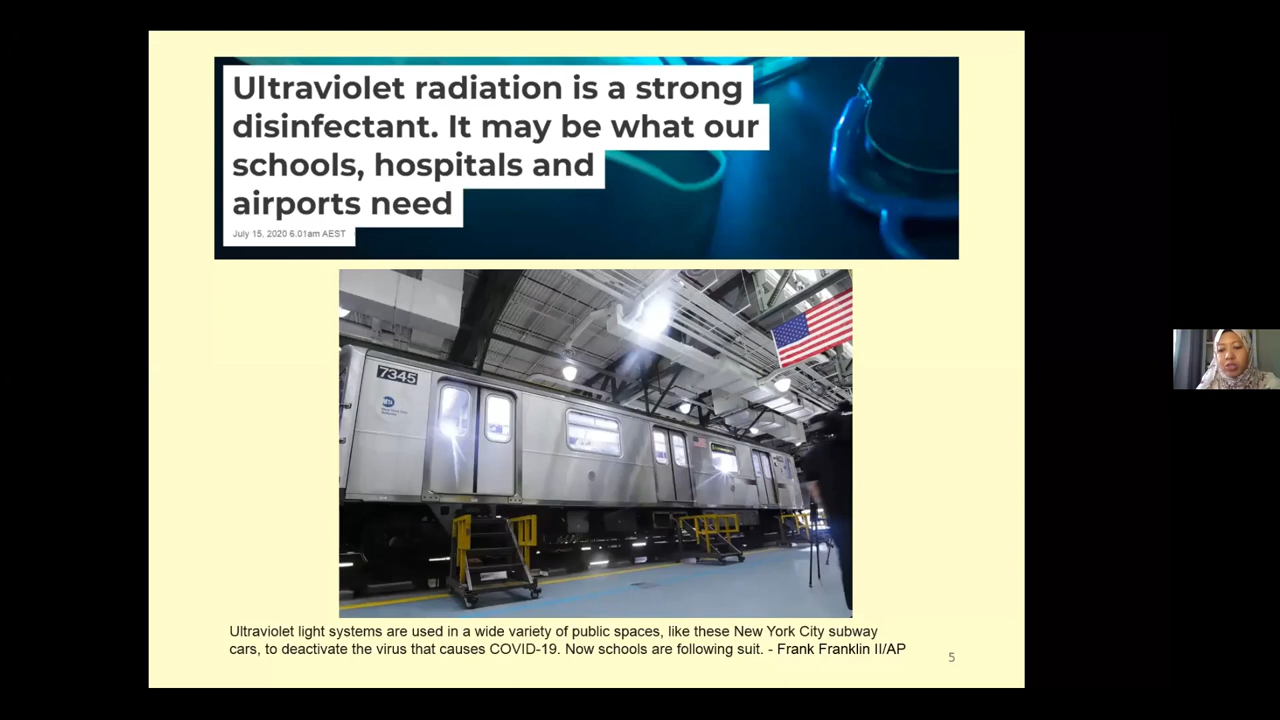 Ultraviolet radiation is a strong
disinfectant. It may be what our
schools, hospitals and
airports need
July 15, 2020 6.01am AEST
7345
Ultraviolet light systems are used in a wide variety of public spaces, like these New York City subway
cars, to deactivate the virus that causes COVID-19. Now schools are following suit. - Frank Franklin II/AP
5